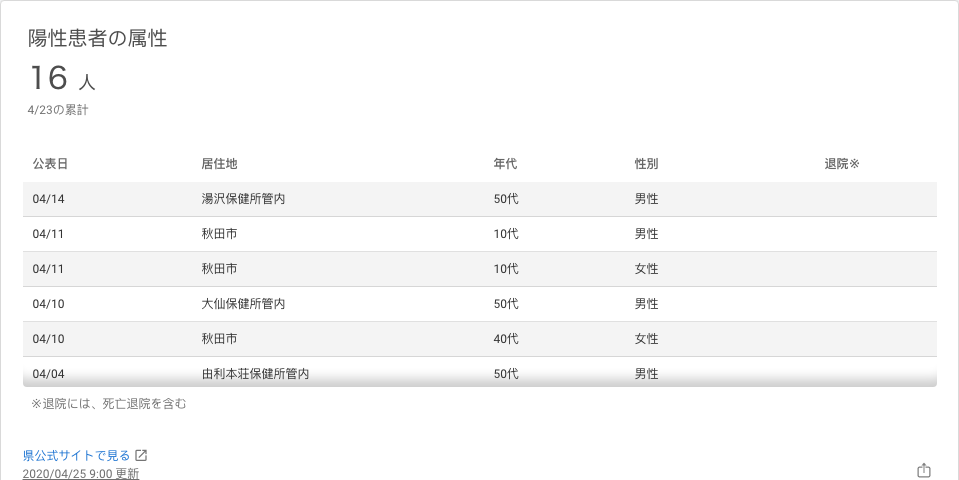 陽性患者の属性
16 人
4/23の累計
公表日 居住地 年代 性別 退院※
04/14 湯沢保健所管内 50代 男性
04/11 秋田市 10代 男性
04/11 秋田市 10代 女性
04/10 大仙保健所管内 50代 男性
04/10 秋田市 40代 女性
04/04 由利本荘保健所管内 50代 男性
※退院には、死亡退院を含む
県公式サイトで見る
2020/04/25 9:00 更新